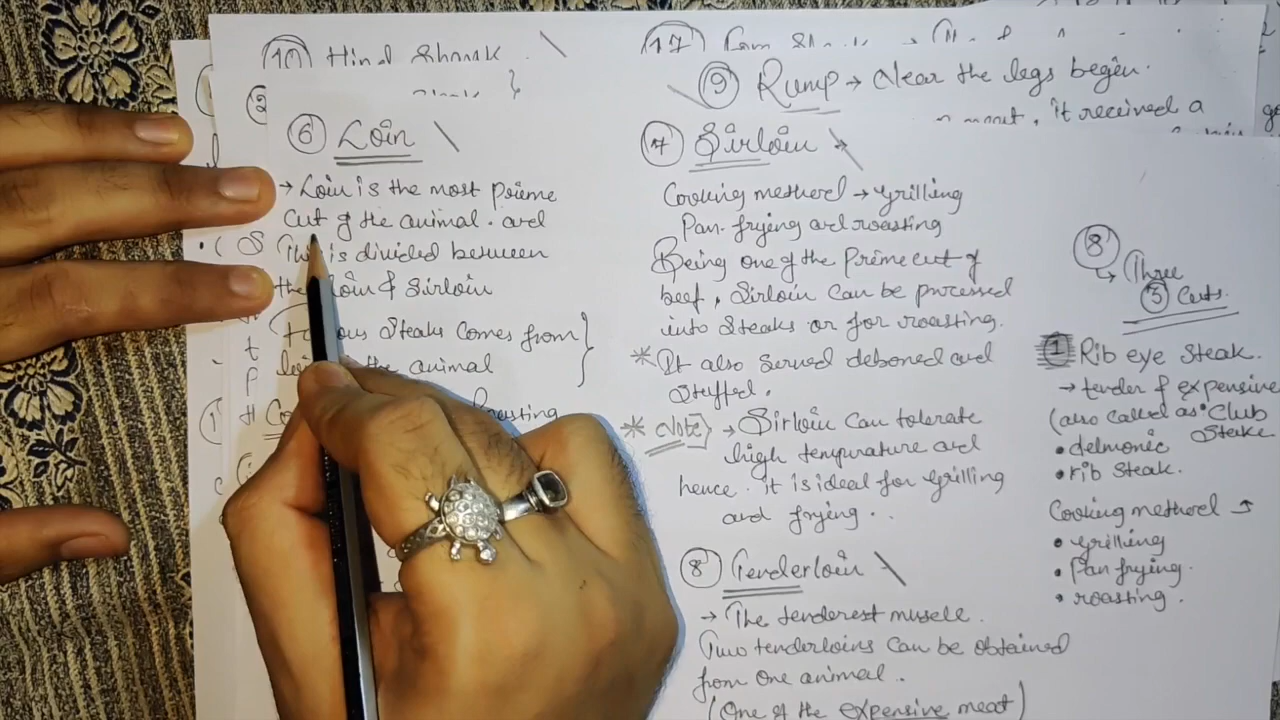 10 Hind Shank
6 Loin
→ Loin is the most prime
cut of the animal. and
This is divided between
the loin & Sirloin
Steaks comes from
the animal
roasting
9 Rump → Near the legs begin.
it received a
7 Sirloin →
Cooking method → grilling
Pan. frying and roasting
Being one of the prime cut of
beef, Sirloin can be processed
into steaks or for roasting.
* It also served deboned and
stuffed.
* Note → Sirloin can tolerate
high temperature and
hence. it is ideal for grilling
and frying..
8 Tenderloin
→ The tenderest muscle.
Two tenderloins can be obtained
from one animal..
(One of the expensive meat)
8
↳ Three
3 Cuts.
1 Rib eye steak.
→ tender & expensive
(also called as • Club
Steake
• delmonic
• rib steak.
Cooking method →
• grilling
• Pan frying.
• roasting.